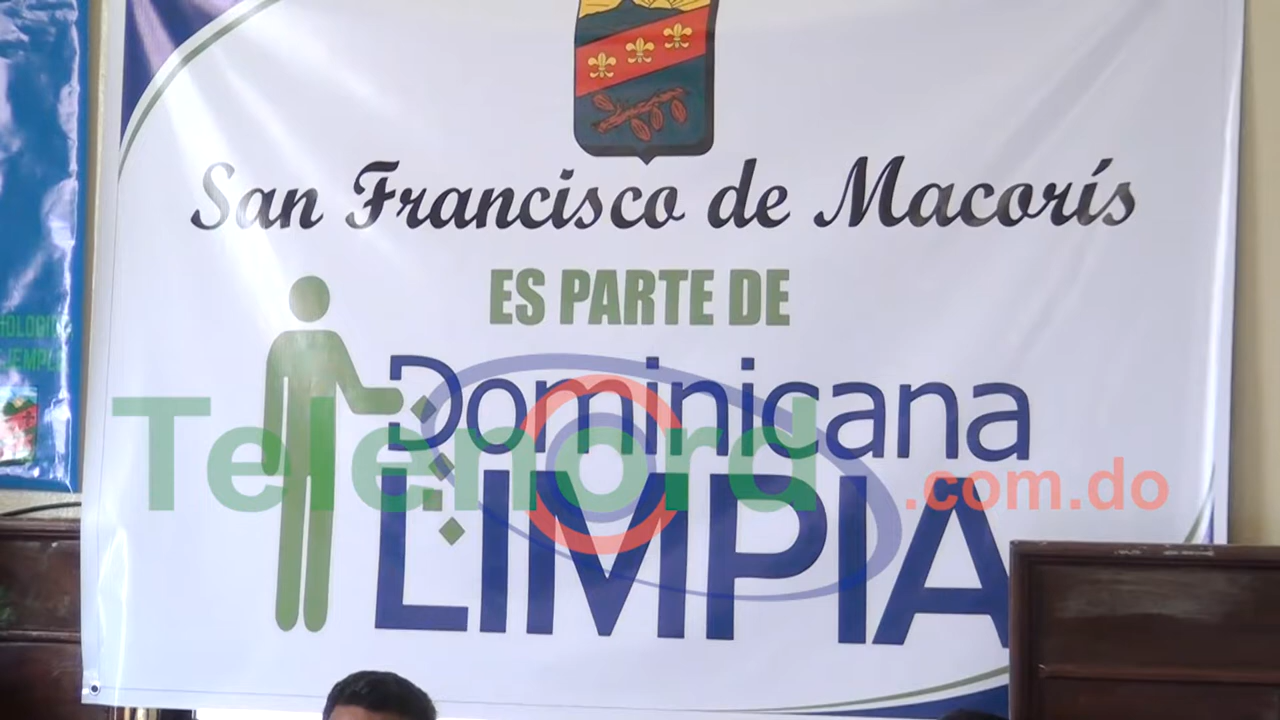 San Francisco de Macorís
ES PARTE DE
Dominicana
LIMPIA
Telenord.com.do